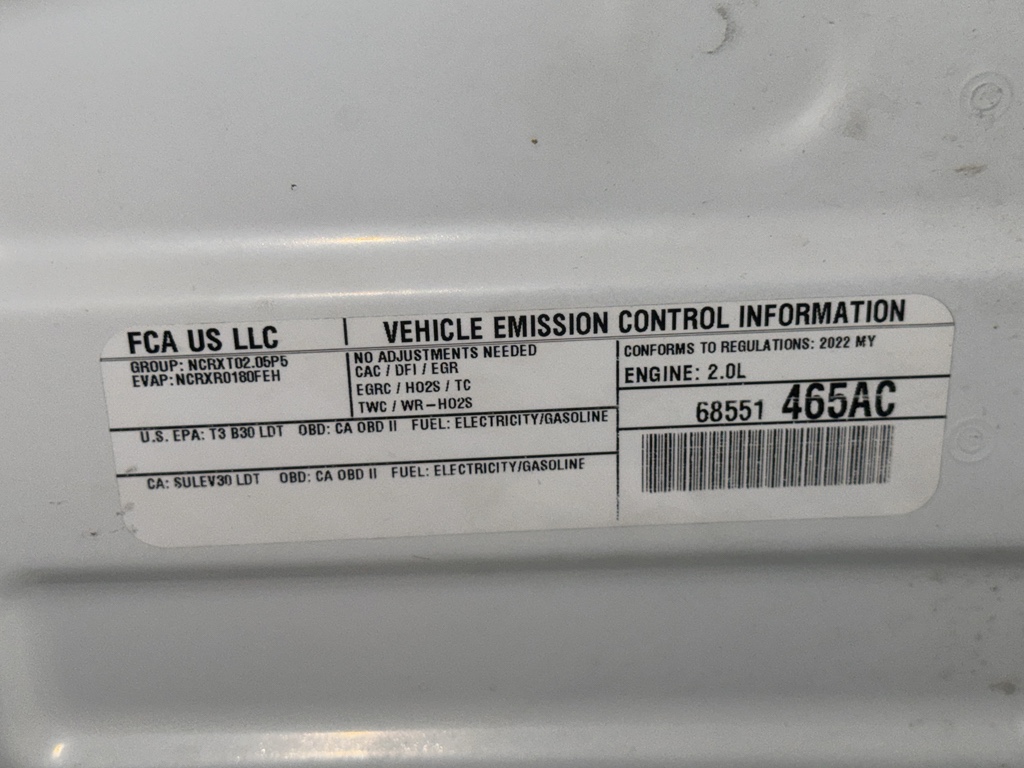 FCA US LLC | VEHICLE EMISSION CONTROL INFORMATION
GROUP: NCRXT02.05P5
EVAP:NCRXR0180FEH
NO ADJUSTMENTS NEEDED
CAC / DFI / EGR
EGRC / HO2S / TC
TWC / WR-HO2S
CONFORMS TO REGULATIONS: 2022 MY
ENGINE: 2.0L
68551 465AC
U.S. EPA: T3 B30 LDT OBD: CA OBD II FUEL: ELECTRICITY/GASOLINE
CA: SULEV30 LDT OBD: CA OBD II FUEL: ELECTRICITY/GASOLINE